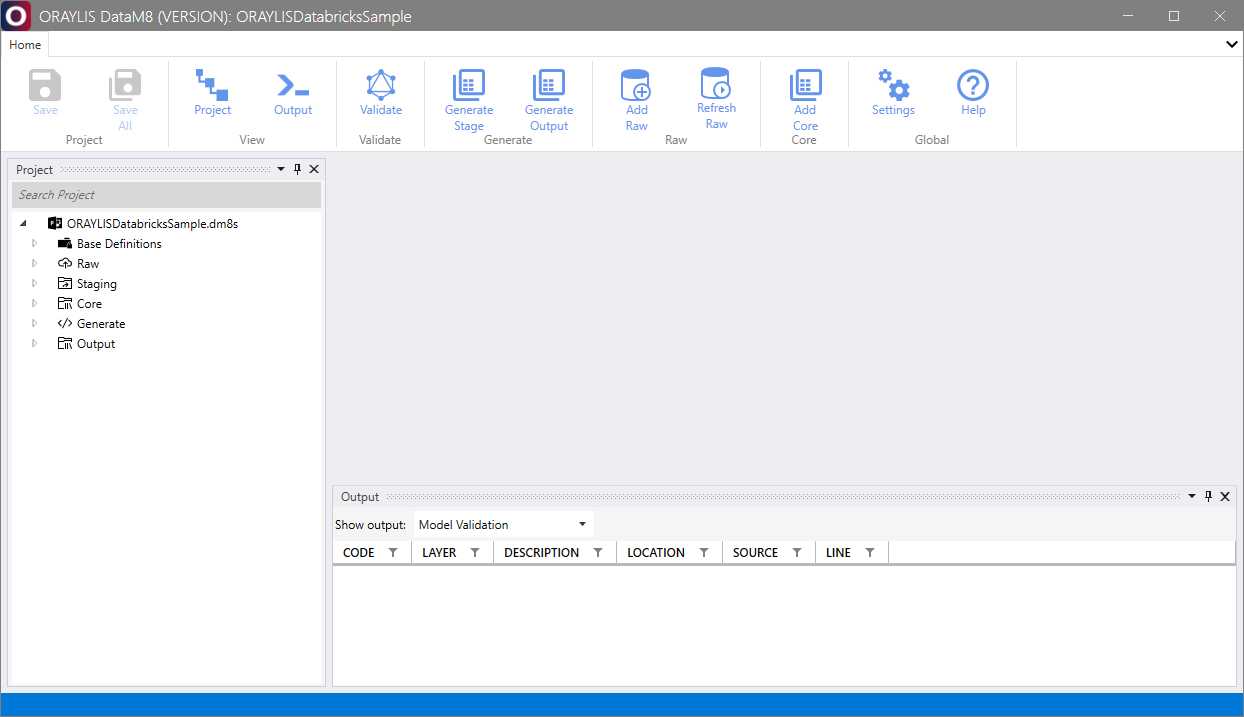 ORAYLIS DataM8 (VERSION): ORAYLISDatabricksSample
Home
Save
Save All
Project
Project
Output
View
Validate
Validate
Generate Stage
Generate Output
Generate
Add Raw
Refresh Raw
Raw
Add Core
Core
Settings
Help
Global
Project
Search Project
ORAYLISDatabricksSample.dm8s
Base Definitions
Raw
Staging
Core
Generate
Output
Output
Show output: Model Validation
CODE LAYER DESCRIPTION LOCATION SOURCE LINE